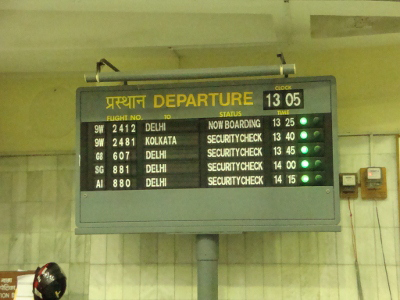 प्रस्थान DEPARTURE CLOCK 13 05
FLIGHT NO. TO STATUS TIME
9W 2412 DELHI NOW BOARDING 13 25
9W 2481 KOLKATA SECURITY CHECK 13 40
G8 607 DELHI SECURITY CHECK 13 45
SG 881 DELHI SECURITY CHECK 14 00
AI 880 DELHI SECURITY CHECK 14 15